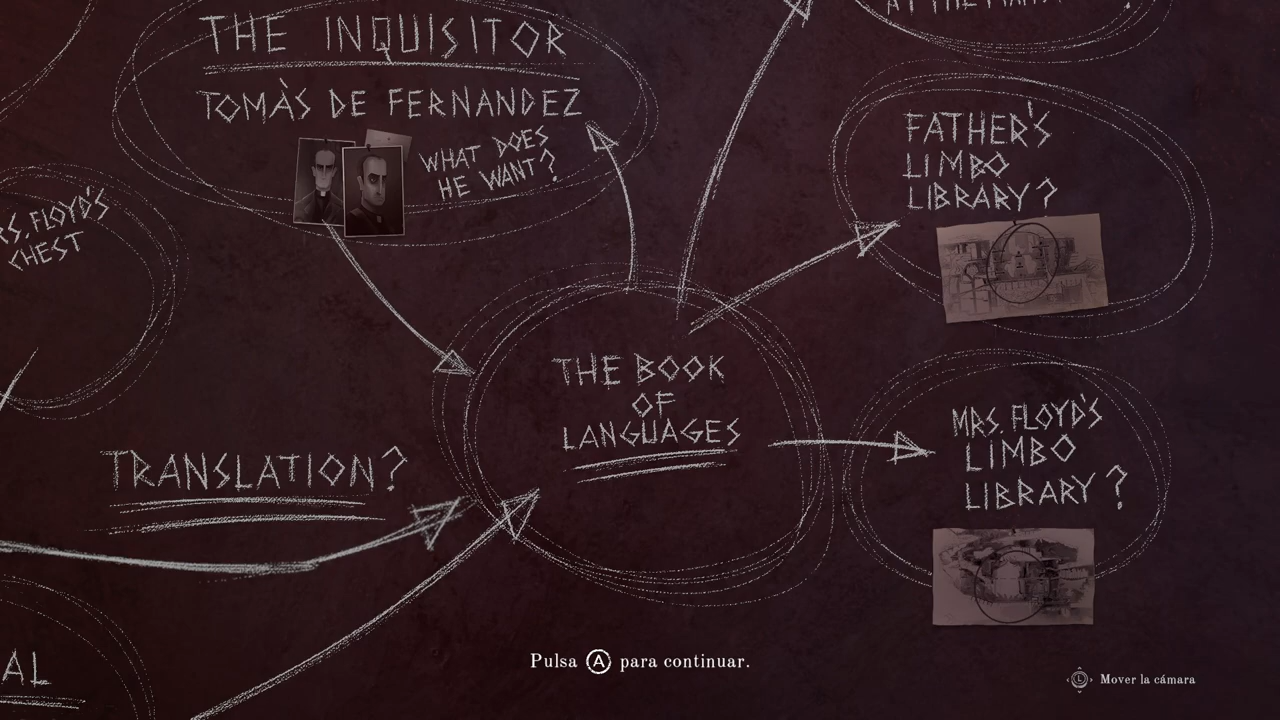 THE INQUISITOR
TOMÀS DE FERNANDEZ
WHAT DOES
HE WANT?
FATHER'S
LIMBO
LIBRARY?
FLOYD'S
CHEST
THE BOOK
OF
LANGUAGES
MRS. FLOYD'S
LIMBO
LIBRARY?
TRANSLATION?
AL
Pulsa A para continuar.
L Mover la cámara